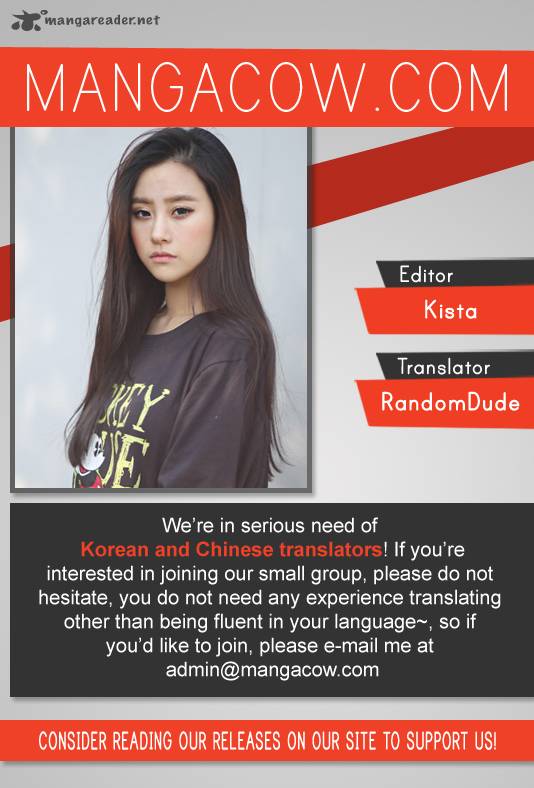 mangareader.net
MANGACOW.COM
Editor
Kista
Translator
RandomDude
We're in serious need of
Korean and Chinese translators! If you're
interested in joining our small group, please do not
hesitate, you do not need any experience translating
other than being fluent in your language~, so if
you'd like to join, please e-mail me at
admin@mangacow.com
CONSIDER READING OUR RELEASES ON OUR SITE TO SUPPORT US!